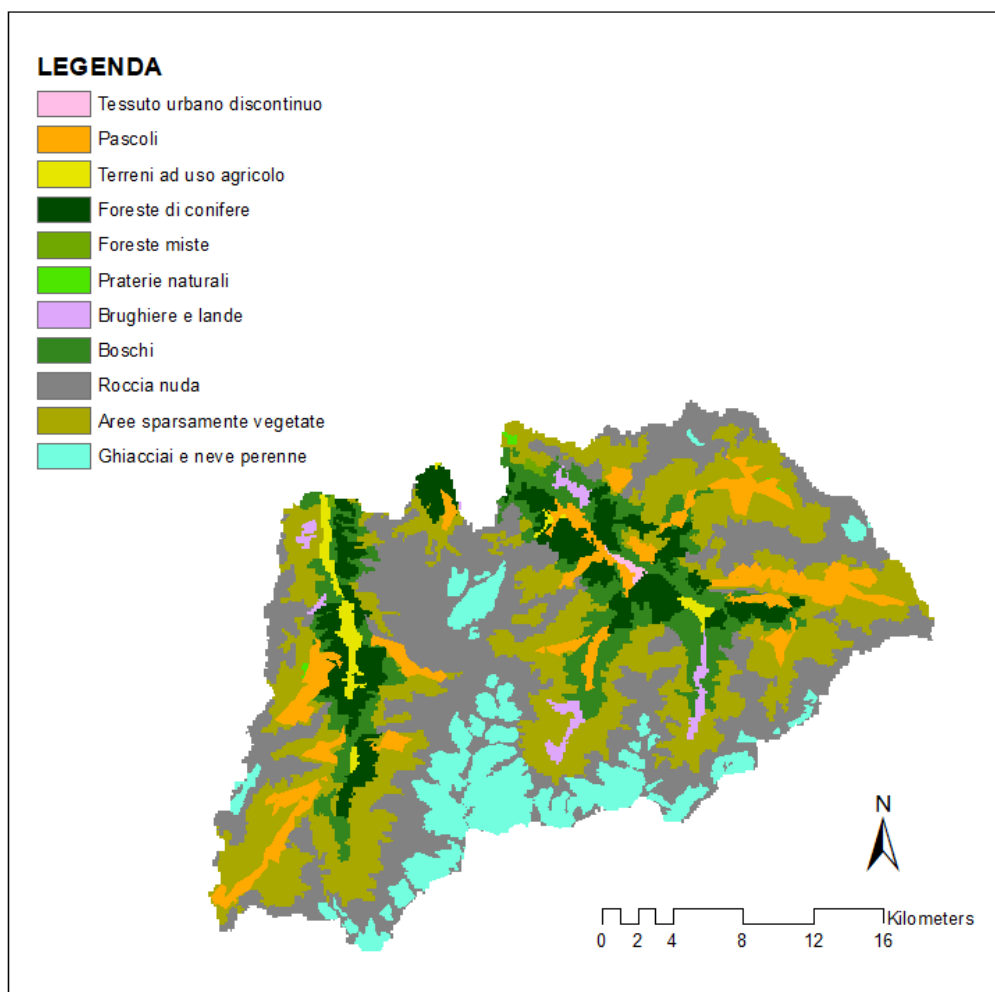 LEGENDA
Tessuto urbano discontinuo
Pascoli
Terreni ad uso agricolo
Foreste di conifere
Foreste miste
Praterie naturali
Brughiere e lande
Boschi
Roccia nuda
Aree sparsamente vegetate
Ghiacciai e neve perenne
N
Kilometers
0 2 4 8 12 16